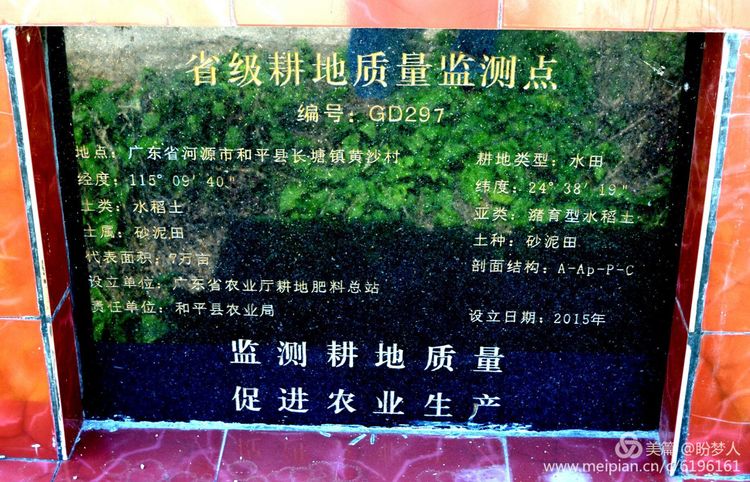 省级耕地质量监测点
编号：GD297
地点：广东省河源市和平县长塘镇黄沙村
耕地类型：水田
经度：115° 09′ 40"
纬度：24° 38′ 19"
土类：水稻土
亚类：潴育型水稻土
土属：砂泥田
土种：砂泥田
代表面积：7万亩
剖面结构：A-Ap-P-C
设立单位：广东省农业厅耕地肥料总站
责任单位：和平县农业局
设立日期：2015年
监测耕地质量
促进农业生产
美篇 @盼梦人
www.meipian.cn/c/6196161